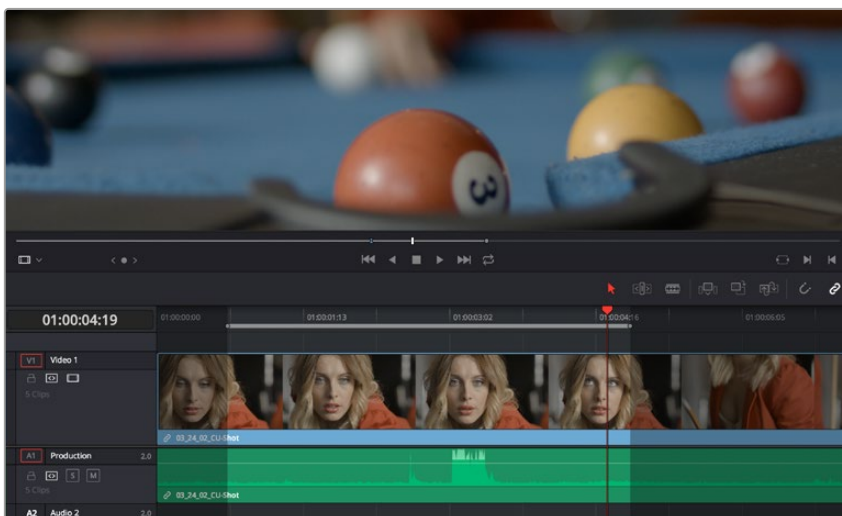 3
01:00:04:19
01:00:00:00
01:00:01:13
01:00:03:02
01:00:04:16
01:00:06:05
V1 Video 1
5 Clips
03_24_02_CU-Shot
A1 Production 2.0
S M
5 Clips
03_24_02_CU-Shot
A2 Audio 2 2.0